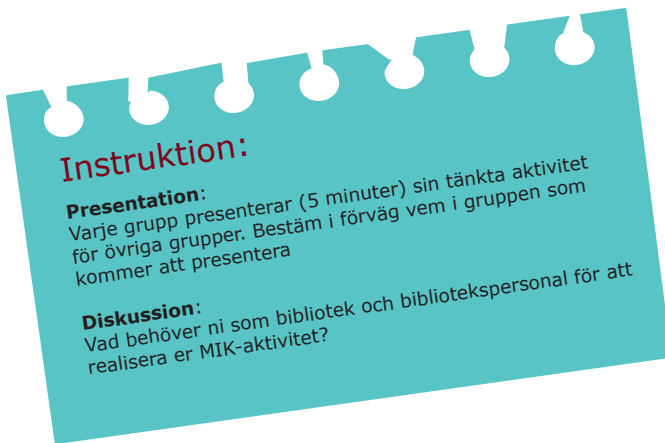 Instruktion:
Presentation:
Varje grupp presenterar (5 minuter) sin tänkta aktivitet
för övriga grupper. Bestäm i förväg vem i gruppen som
kommer att presentera
Diskussion:
Vad behöver ni som bibliotek och bibliotekspersonal för att
realisera er MIK-aktivitet?